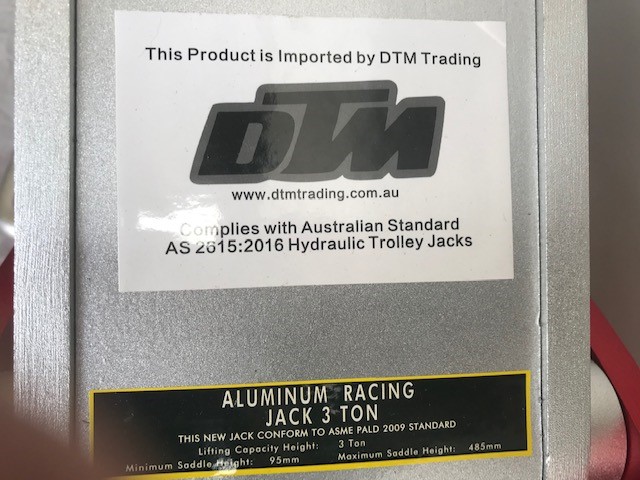 This Product is Imported by DTM Trading
DTM
www.dtmtrading.com.au
Complies with Australian Standard
AS 2615:2016 Hydraulic Trolley Jacks
ALUMINUM RACING
JACK 3 TON
THIS NEW JACK CONFORM TO ASME PALD 2009 STANDARD
Lifting Capacity Height: 3 Ton
Minimum Saddle Height: 95mm Maximum Saddle Height: 485mm